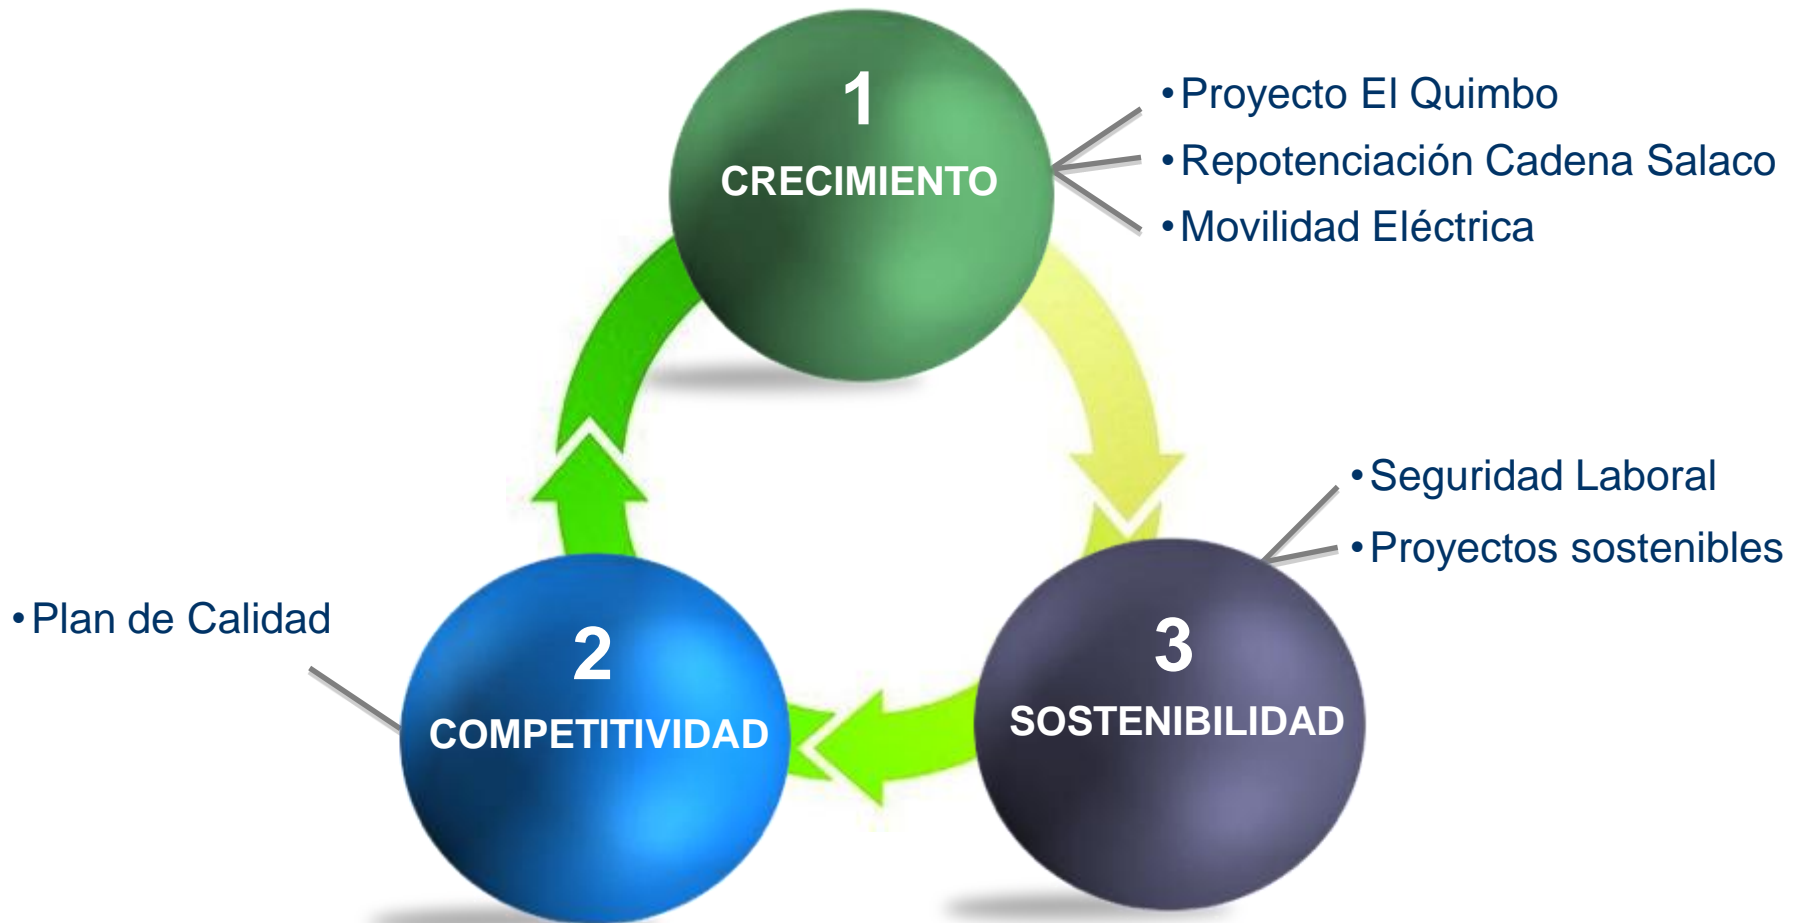 1
CRECIMIENTO
•Proyecto El Quimbo
•Repotenciación Cadena Salaco
•Movilidad Eléctrica
•Seguridad Laboral
•Proyectos sostenibles
3
SOSTENIBILIDAD
•Plan de Calidad
2
COMPETITIVIDAD